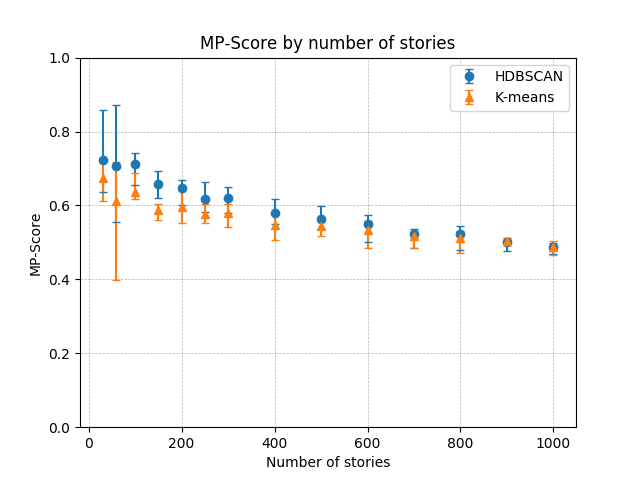 MP-Score by number of stories
HDBSCAN
K-means
1.0
0.8
0.6
0.4
0.2
0.0
MP-Score
0 200 400 600 800 1000
Number of stories